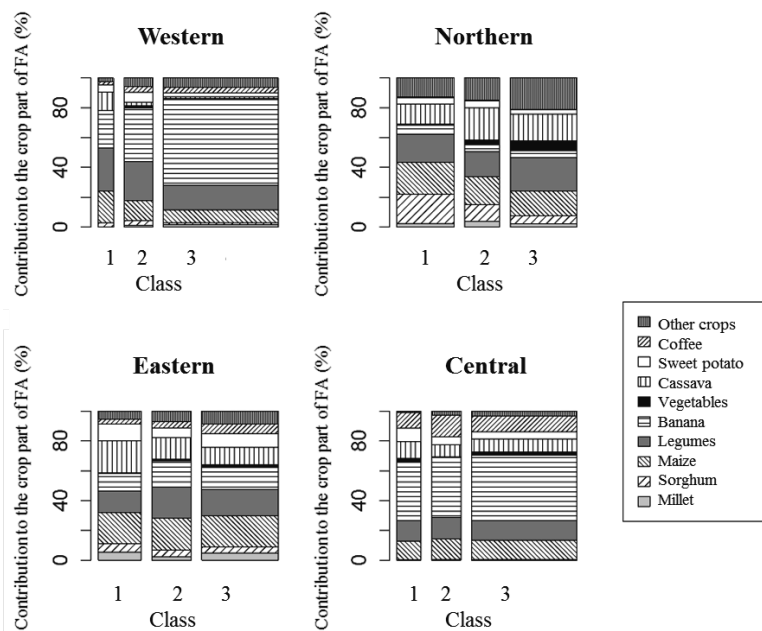 Western
Contribution to the crop part of FA (%)
80
40
0
1 2 3
Class
Northern
Contribution to the crop part of FA (%)
80
40
0
1 2 3
Class
Eastern
Contribution to the crop part of FA (%)
80
40
0
1 2 3
Class
Central
Contribution to the crop part of FA (%)
80
40
0
1 2 3
Class
Other crops
Coffee
Sweet potato
Cassava
Vegetables
Banana
Legumes
Maize
Sorghum
Millet